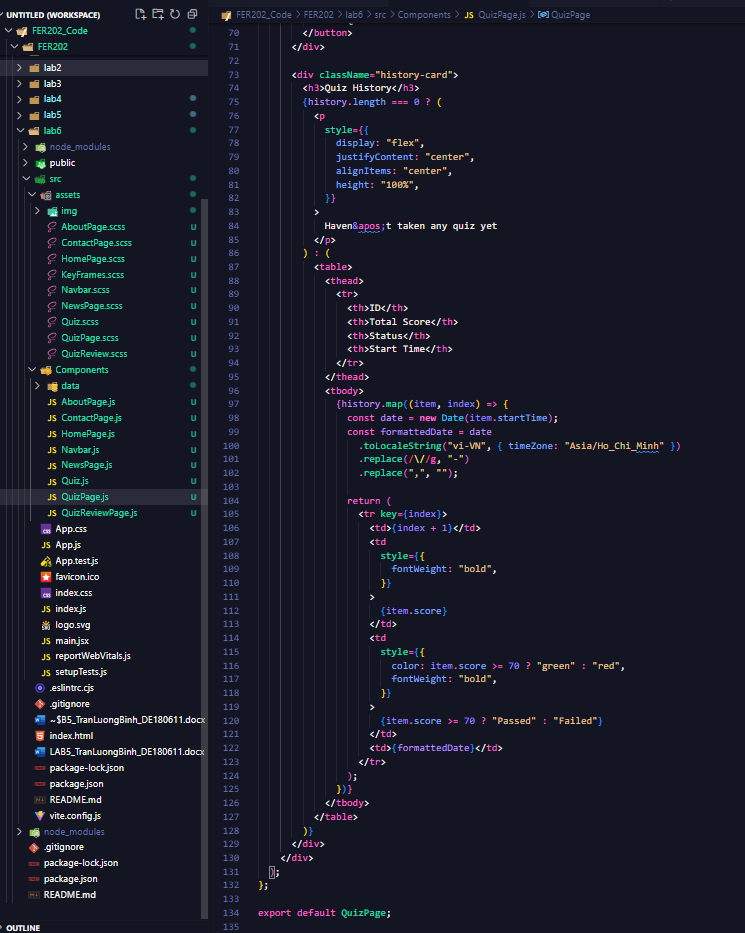 UNTITLED (WORKSPACE)
FER202_Code
FER202
lab2
lab3
lab4
lab5
lab6
node_modules
public
src
assets
img
AboutPage.scss U
ContactPage.scss U
HomePage.scss U
KeyFrames.scss U
Navbar.scss U
NewsPage.scss U
Quiz.scss U
QuizPage.scss U
QuizReview.scss U
Components
data
JS AboutPage.js U
JS ContactPage.js U
JS HomePage.js U
JS Navbar.js U
JS NewsPage.js U
JS Quiz.js U
JS QuizPage.js U
JS QuizReviewPage.js U
App.css
JS App.js
App.test.js
favicon.ico
index.css
JS index.js
logo.svg
JS main.jsx
JS reportWebVitals.js
JS setupTests.js
.eslintrc.cjs
.gitignore
~$B5_TranLuongBinh_DE180611.docx
index.html
LAB5_TranLuongBinh_DE180611.docx
package-lock.json
package.json
README.md
vite.config.js
node_modules
.gitignore
package-lock.json
package.json
README.md
OUTLINE
FER202_Code > FER202 > lab6 > src > Components > JS QuizPage.js > QuizPage
70 </button>
71 </div>
72
73 <div className="history-card">
74 <h3>Quiz History</h3>
75 {history.length === 0 ? (
76 <p
77 style={{
78 display: "flex",
79 justifyContent: "center",
80 alignItems: "center",
81 height: "100%",
82 }}
83 >
84 Haven&apos;t taken any quiz yet
85 </p>
86 ) : (
87 <table>
88 <thead>
89 <tr>
90 <th>ID</th>
91 <th>Total Score</th>
92 <th>Status</th>
93 <th>Start Time</th>
94 </tr>
95 </thead>
96 <tbody>
97 {history.map((item, index) => {
98 const date = new Date(item.startTime);
99 const formattedDate = date
100 .toLocaleString("vi-VN", { timeZone: "Asia/Ho_Chi_Minh" })
101 .replace(/\//g, "-")
102 .replace(",", "");
103
104 return (
105 <tr key={index}>
106 <td>{index + 1}</td>
107 <td
108 style={{
109 fontWeight: "bold",
110 }}
111 >
112 {item.score}
113 </td>
114 <td
115 style={{
116 color: item.score >= 70 ? "green" : "red",
117 fontWeight: "bold",
118 }}
119 >
120 {item.score >= 70 ? "Passed" : "Failed"}
121 </td>
122 <td>{formattedDate}</td>
123 </tr>
124 );
125 })}
126 </tbody>
127 </table>
128 )}
129 </div>
130 </div>
131 );
132 };
133
134 export default QuizPage;
135